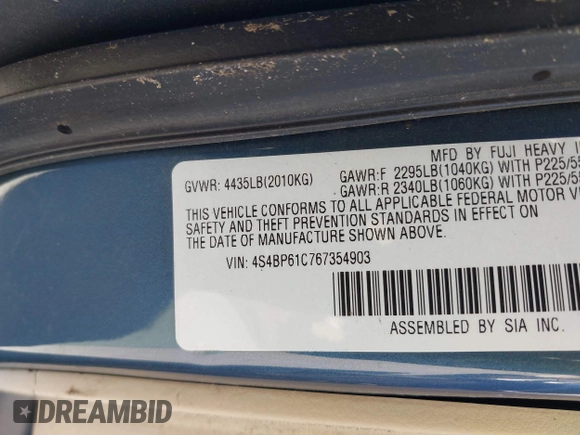 MFD BY FUJI HEAVY
GVWR: 4435LB(2010KG)
GAWR:F 2295LB(1040KG) WITH P225/55
GAWR:R 2340LB(1060KG) WITH P225/55
THIS VEHICLE CONFORMS TO ALL APPLICABLE FEDERAL MOTOR
SAFETY AND THEFT PREVENTION STANDARDS IN EFFECT ON
THE DATE OF MANUFACTURE SHOWN ABOVE.
VIN: 4S4BP61C767354903
ASSEMBLED BY SIA INC.
DREAMBID